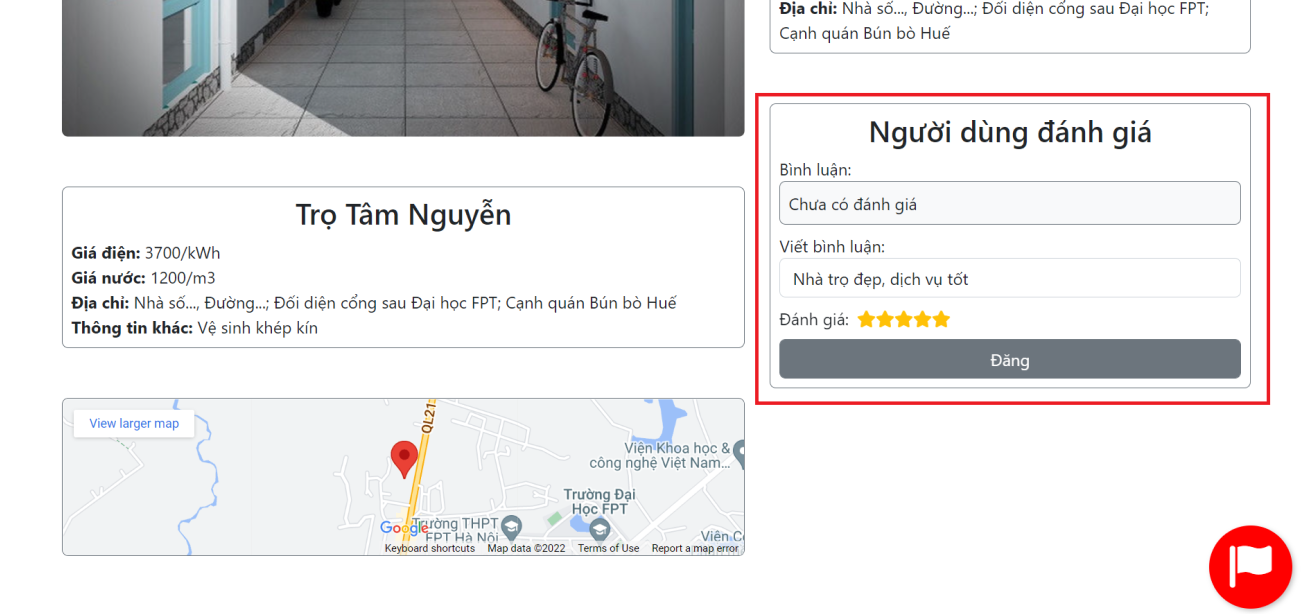 Địa chỉ: Nhà số..., Đường...; Đối diện cổng sau Đại học FPT;
Cạnh quán Bún bò Huế
Người dùng đánh giá
Bình luận:
Chưa có đánh giá
Viết bình luận:
Nhà trọ đẹp, dịch vụ tốt
Đánh giá:
Đăng
Trọ Tâm Nguyễn
Giá điện: 3700/kWh
Giá nước: 1200/m3
Địa chỉ: Nhà số..., Đường...; Đối diện cổng sau Đại học FPT; Cạnh quán Bún bò Huế
Thông tin khác: Vệ sinh khép kín
View larger map
QL21
Viện Khoa học &
công nghệ Việt Nam...
Trường Đại
Học FPT
Trường THPT
FPT Hà Nội
Viện C
Google
Keyboard shortcuts
Map data ©2022
Terms of Use
Report a map error